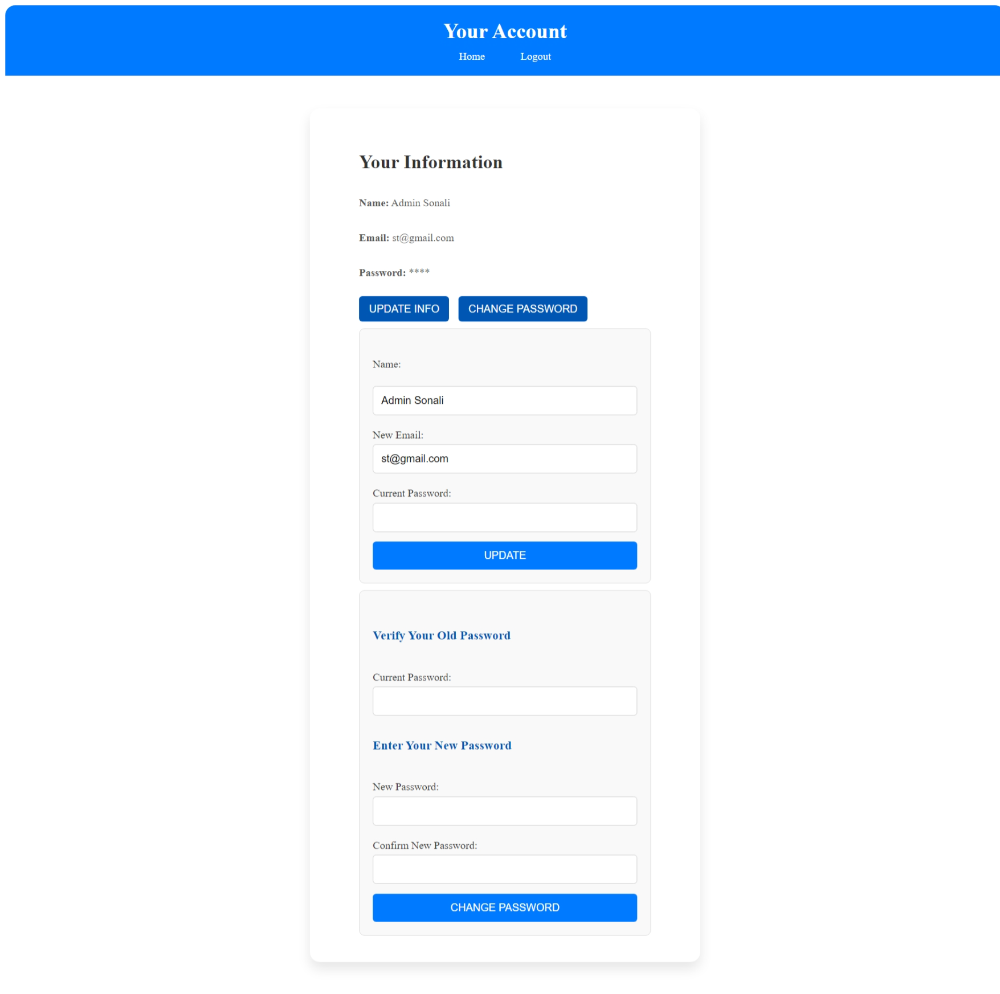 Your Account
Home Logout
Your Information
Name: Admin Sonali
Email: st@gmail.com
Password: ****
UPDATE INFO CHANGE PASSWORD
Name:
Admin Sonali
New Email:
st@gmail.com
Current Password:
UPDATE
Verify Your Old Password
Current Password:
Enter Your New Password
New Password:
Confirm New Password:
CHANGE PASSWORD